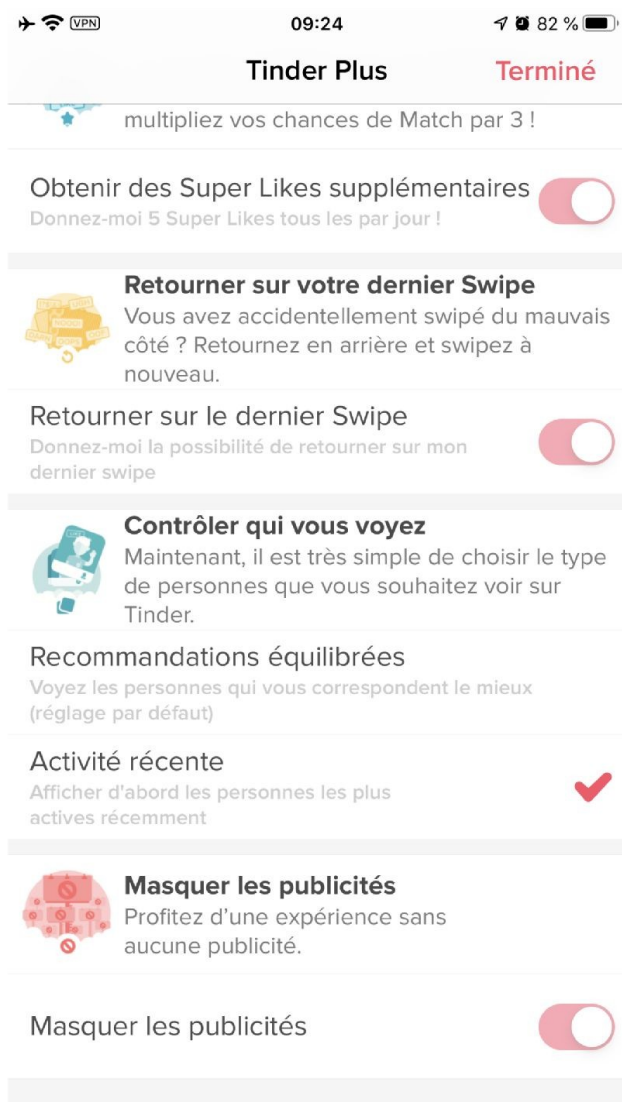 VPN
09:24
82 %
Tinder Plus
Terminé
multipliez vos chances de Match par 3 !
Obtenir des Super Likes supplémentaires
Donnez-moi 5 Super Likes tous les par jour !
Retourner sur votre dernier Swipe
Vous avez accidentellement swipé du mauvais
côté ? Retournez en arrière et swipez à
nouveau.
Retourner sur le dernier Swipe
Donnez-moi la possibilité de retourner sur mon
dernier swipe
Contrôler qui vous voyez
Maintenant, il est très simple de choisir le type
de personnes que vous souhaitez voir sur
Tinder.
Recommandations équilibrées
Voyez les personnes qui vous correspondent le mieux
(réglage par défaut)
Activité récente
Afficher d'abord les personnes les plus
actives récemment
Masquer les publicités
Profitez d’une expérience sans
aucune publicité.
Masquer les publicités